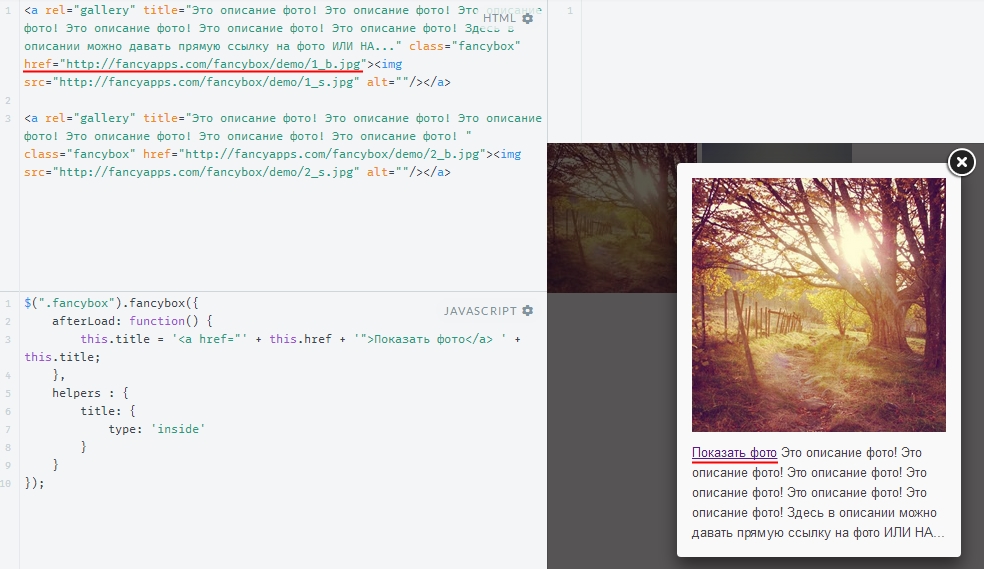 1 <a rel="gallery" title="Это описание фото! Это описание фото! Это описание
фото! Это описание фото! Это описание фото! Это описание фото! Здесь в
описании можно давать прямую ссылку на фото ИЛИ НА..." class="fancybox"
href="http://fancyapps.com/fancybox/demo/1_b.jpg"><img
src="http://fancyapps.com/fancybox/demo/1_s.jpg" alt=""/></a>
2
3 <a rel="gallery" title="Это описание фото! Это описание фото! Это описание
фото! Это описание фото! Это описание фото! Это описание фото! "
class="fancybox" href="http://fancyapps.com/fancybox/demo/2_b.jpg"><img
src="http://fancyapps.com/fancybox/demo/2_s.jpg" alt=""/></a>
HTML
1 $(".fancybox").fancybox({
2 afterLoad: function() {
3 this.title = '<a href="' + this.href + '">Показать фото</a> ' +
this.title;
4 },
5 helpers : {
6 title: {
7 type: 'inside'
8 }
9 }
10 });
JAVASCRIPT
1
Показать фото Это описание фото! Это
описание фото! Это описание фото! Это
описание фото! Это описание фото! Это
описание фото! Здесь в описании можно
давать прямую ссылку на фото ИЛИ НА...